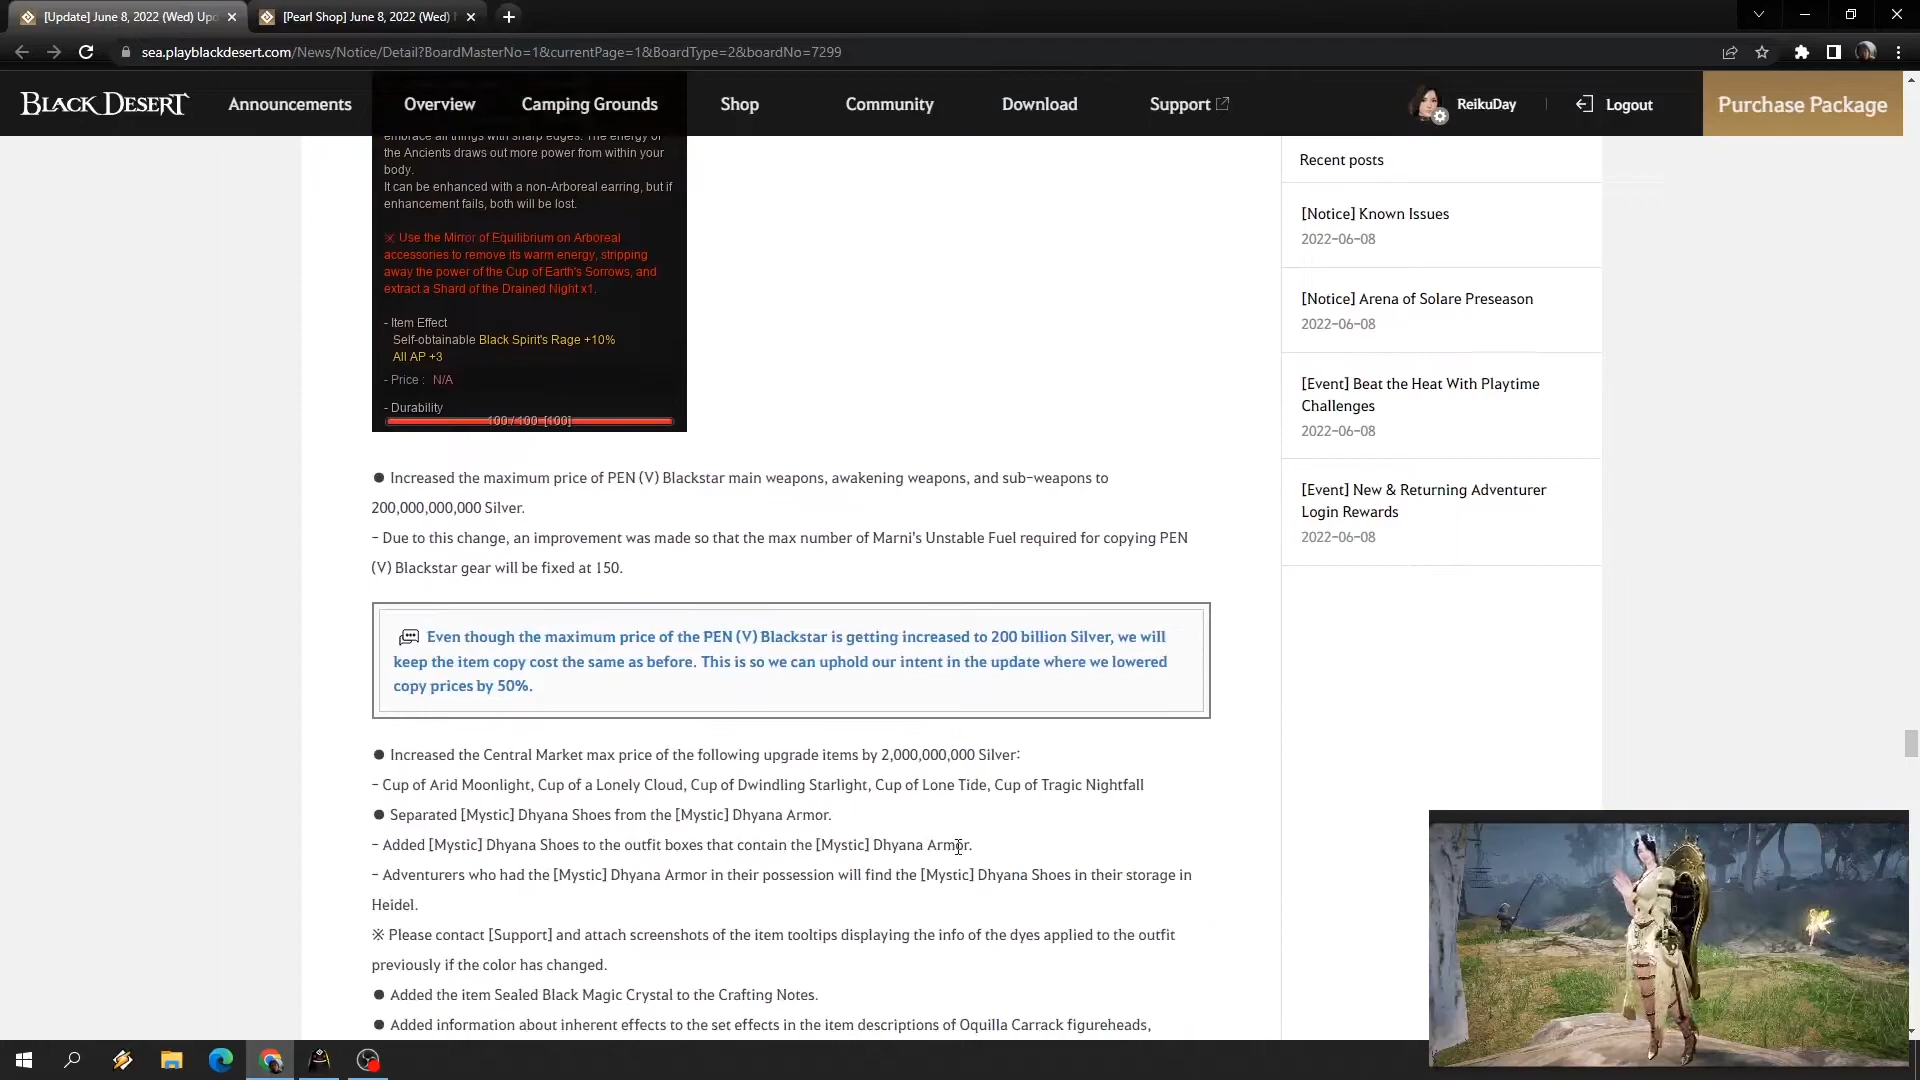 [Update] June 8, 2022 (Wed) Upd
[Pearl Shop] June 8, 2022 (Wed)
sea.playblackdesert.com/News/Notice/Detail?BoardMasterNo=1&currentPage=1&BoardType=2&boardNo=7299
BLACK DESERT
Announcements
Overview
Camping Grounds
Shop
Community
Download
Support
ReikuDay
Logout
Purchase Package
embrace all things with sharp edges. The energy of
the Ancients draws out more power from within your
body.
It can be enhanced with a non-Arboreal earring, but if
enhancement fails, both will be lost.
※ Use the Mirror of Equilibrium on Arboreal
accessories to remove its warm energy, stripping
away the power of the Cup of Earth's Sorrows, and
extract a Shard of the Drained Night x1.
- Item Effect
Self-obtainable Black Spirit's Rage +10%
All AP +3
- Price : N/A
- Durability
100 / 100 [100]
● Increased the maximum price of PEN (V) Blackstar main weapons, awakening weapons, and sub-weapons to
200,000,000,000 Silver.
- Due to this change, an improvement was made so that the max number of Marni's Unstable Fuel required for copying PEN
(V) Blackstar gear will be fixed at 150.
Even though the maximum price of the PEN (V) Blackstar is getting increased to 200 billion Silver, we will
keep the item copy cost the same as before. This is so we can uphold our intent in the update where we lowered
copy prices by 50%.
● Increased the Central Market max price of the following upgrade items by 2,000,000,000 Silver:
- Cup of Arid Moonlight, Cup of a Lonely Cloud, Cup of Dwindling Starlight, Cup of Lone Tide, Cup of Tragic Nightfall
● Separated [Mystic] Dhyana Shoes from the [Mystic] Dhyana Armor.
- Added [Mystic] Dhyana Shoes to the outfit boxes that contain the [Mystic] Dhyana Armor.
- Adventurers who had the [Mystic] Dhyana Armor in their possession will find the [Mystic] Dhyana Shoes in their storage in
Heidel.
※ Please contact [Support] and attach screenshots of the item tooltips displaying the info of the dyes applied to the outfit
previously if the color has changed.
● Added the item Sealed Black Magic Crystal to the Crafting Notes.
● Added information about inherent effects to the set effects in the item descriptions of Oquilla Carrack figureheads,
Recent posts
[Notice] Known Issues
2022-06-08
[Notice] Arena of Solare Preseason
2022-06-08
[Event] Beat the Heat With Playtime
Challenges
2022-06-08
[Event] New & Returning Adventurer
Login Rewards
2022-06-08